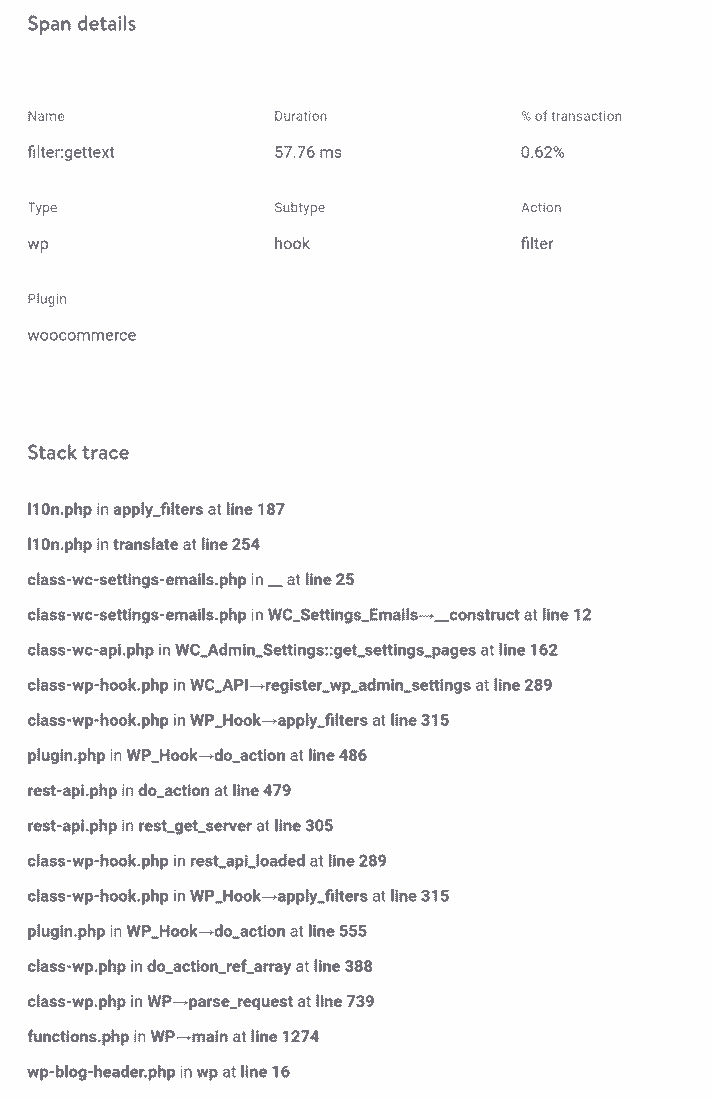 Span details
Name Duration % of transaction
filter:gettext 57.76 ms 0.62%
Type Subtype Action
wp hook filter
Plugin
woocommerce
Stack trace
l10n.php in apply_filters at line 187
l10n.php in translate at line 254
class-wc-settings-emails.php in __ at line 25
class-wc-settings-emails.php in WC_Settings_Emails→__construct at line 12
class-wc-api.php in WC_Admin_Settings::get_settings_pages at line 162
class-wp-hook.php in WC_API→register_wp_admin_settings at line 289
class-wp-hook.php in WP_Hook→apply_filters at line 315
plugin.php in WP_Hook→do_action at line 486
rest-api.php in do_action at line 479
rest-api.php in rest_get_server at line 305
class-wp-hook.php in rest_api_loaded at line 289
class-wp-hook.php in WP_Hook→apply_filters at line 315
plugin.php in WP_Hook→do_action at line 555
class-wp.php in do_action_ref_array at line 388
class-wp.php in WP→parse_request at line 739
functions.php in WP→main at line 1274
wp-blog-header.php in wp at line 16